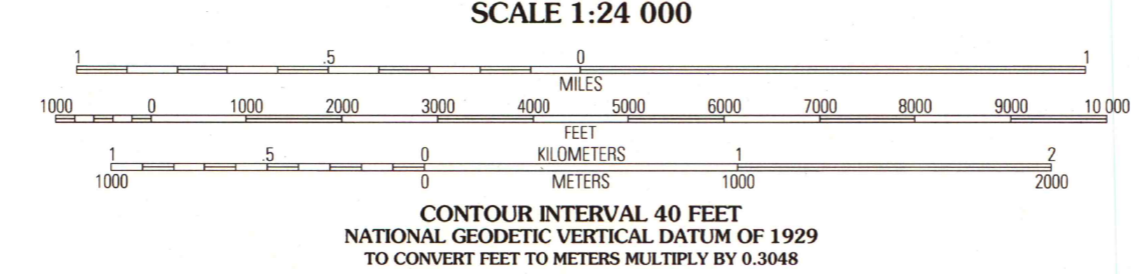 SCALE 1:24 000
1 .5 0 1
MILES
1000 0 1000 2000 3000 4000 5000 6000 7000 8000 9000 10 000
FEET
1 .5 0 KILOMETERS 1 2
1000 0 METERS 1000 2000
CONTOUR INTERVAL 40 FEET
NATIONAL GEODETIC VERTICAL DATUM OF 1929
TO CONVERT FEET TO METERS MULTIPLY BY 0.3048